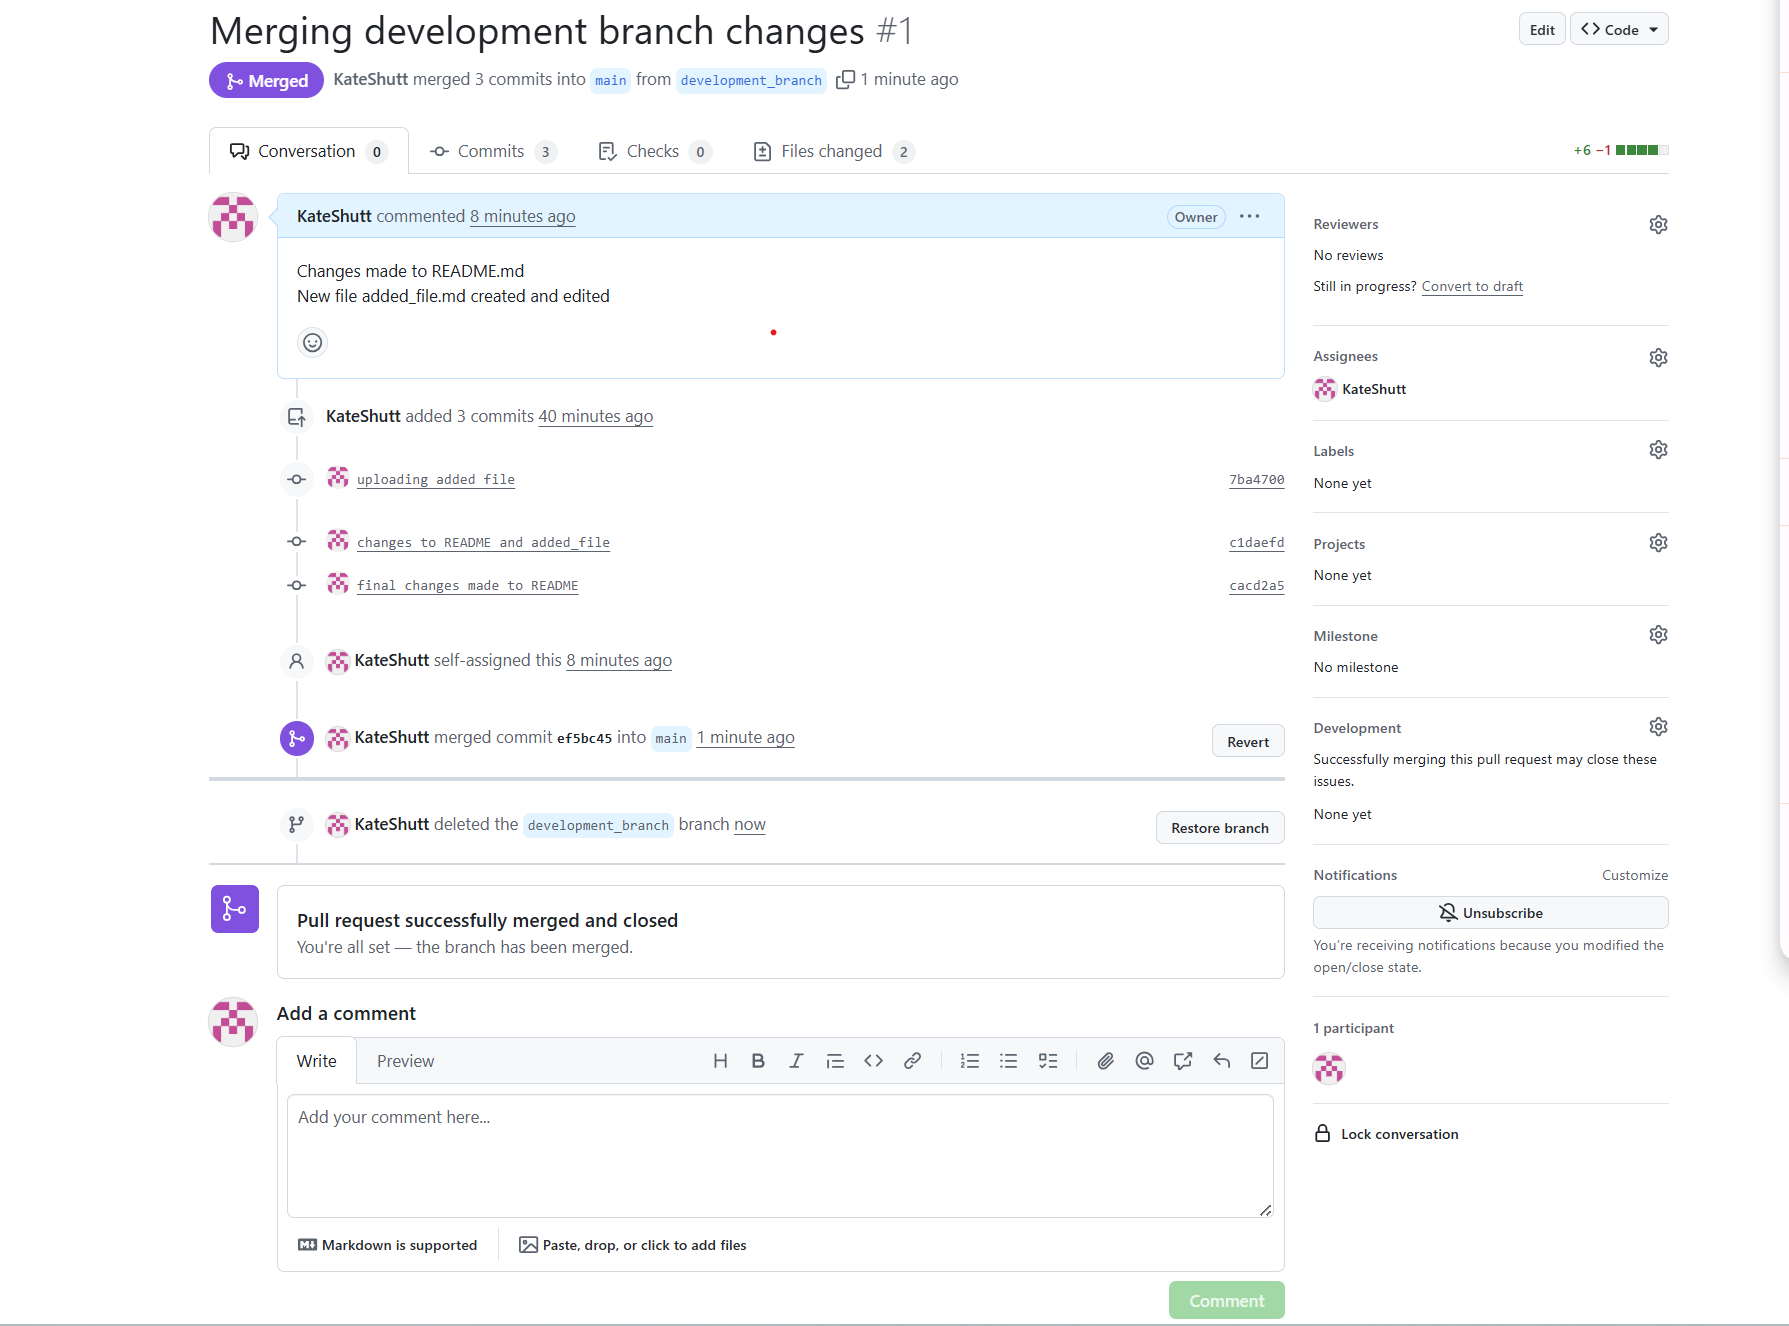 Merging development branch changes #1
Edit
Code
Merged
KateShutt merged 3 commits into main from development_branch 1 minute ago
Conversation 0
Commits 3
Checks 0
Files changed 2
+6 −1
KateShutt commented 8 minutes ago
Owner
Changes made to README.md
New file added_file.md created and edited
KateShutt added 3 commits 40 minutes ago
uploading added file 7ba4700
changes to README and added_file c1daefd
final changes made to README cacd2a5
KateShutt self-assigned this 8 minutes ago
KateShutt merged commit ef5bc45 into main 1 minute ago
Revert
KateShutt deleted the development_branch branch now
Restore branch
Pull request successfully merged and closed
You're all set — the branch has been merged.
Add a comment
Write
Preview
Add your comment here...
Markdown is supported
Paste, drop, or click to add files
Comment
Reviewers
No reviews
Still in progress? Convert to draft
Assignees
KateShutt
Labels
None yet
Projects
None yet
Milestone
No milestone
Development
Successfully merging this pull request may close these
issues.
None yet
Notifications
Customize
Unsubscribe
You're receiving notifications because you modified the
open/close state.
1 participant
Lock conversation